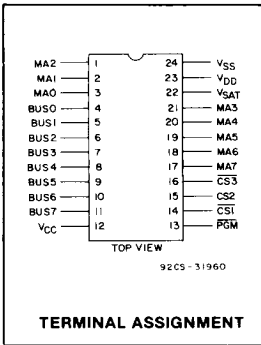 MA2 1 24 VSS
MA1 2 23 VDD
MA0 3 22 VSAT
BUS0 4 21 MA3
BUS1 5 20 MA4
BUS2 6 19 MA5
BUS3 7 18 MA6
BUS4 8 17 MA7
BUS5 9 16 CS3
BUS6 10 15 CS2
BUS7 11 14 CS1
VCC 12 13 PGM
TOP VIEW
92CS-31960
TERMINAL ASSIGNMENT